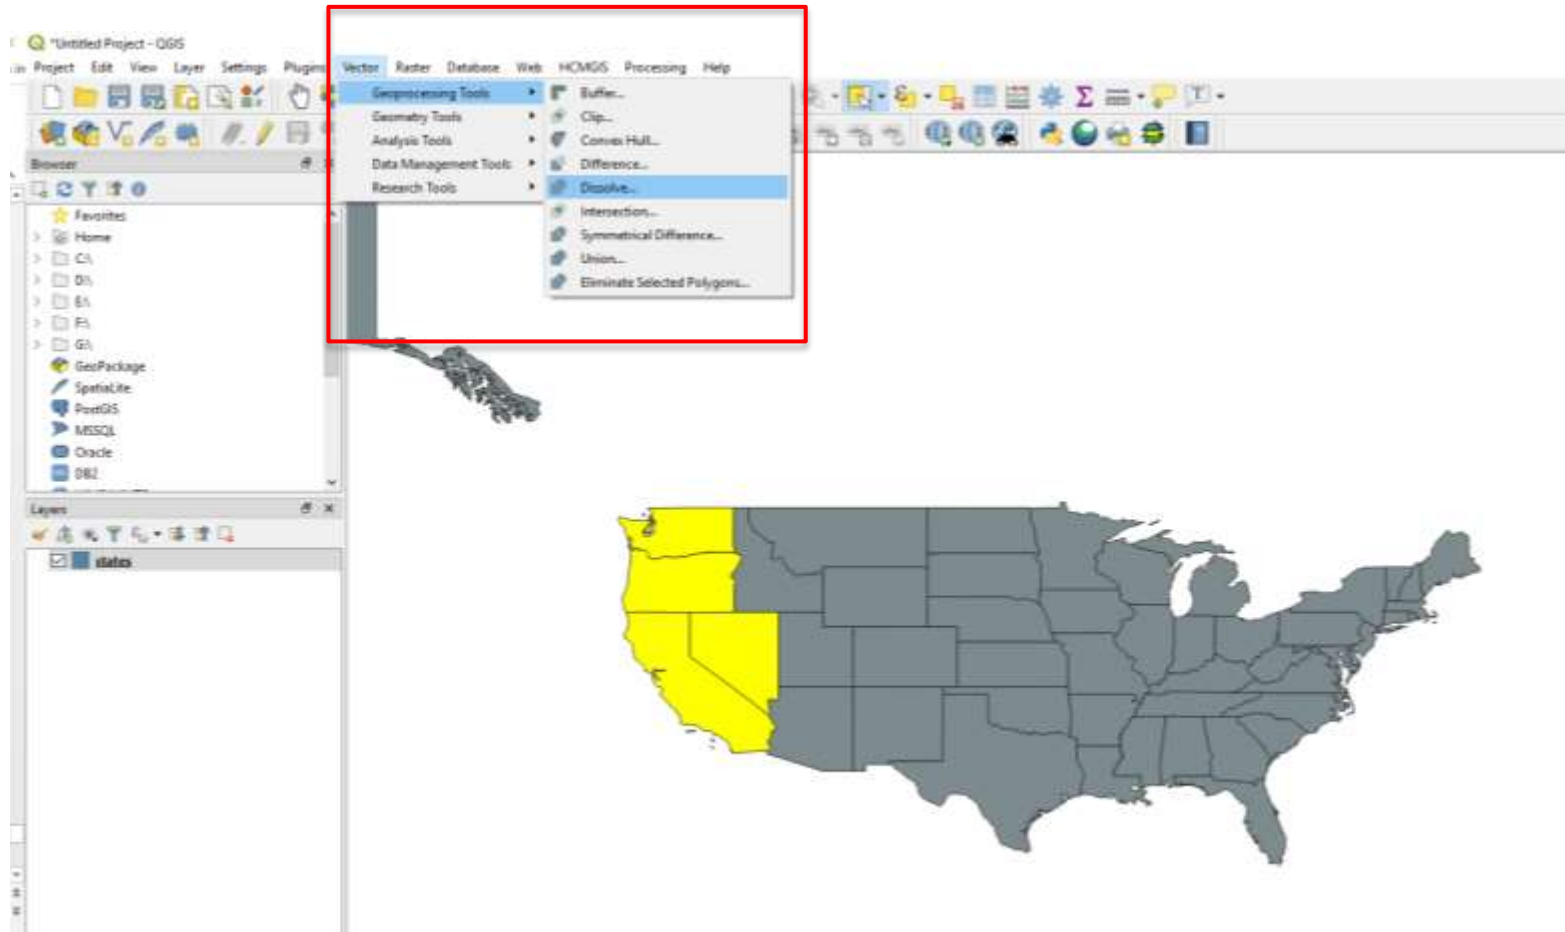 *Untitled Project - QGIS
Project Edit View Layer Settings Plugins Vector Raster Database Web HCMGIS Processing Help
Geoprocessing Tools
Geometry Tools
Analysis Tools
Data Management Tools
Research Tools
Buffer...
Clip...
Convex Hull...
Difference...
Dissolve...
Intersection...
Symmetrical Difference...
Union...
Eliminate Selected Polygons...
Browser
Favorites
Home
C:\
D:\
E:\
F:\
G:\
GeoPackage
SpatiaLite
PostGIS
MSSQL
Oracle
DB2
Layers
states